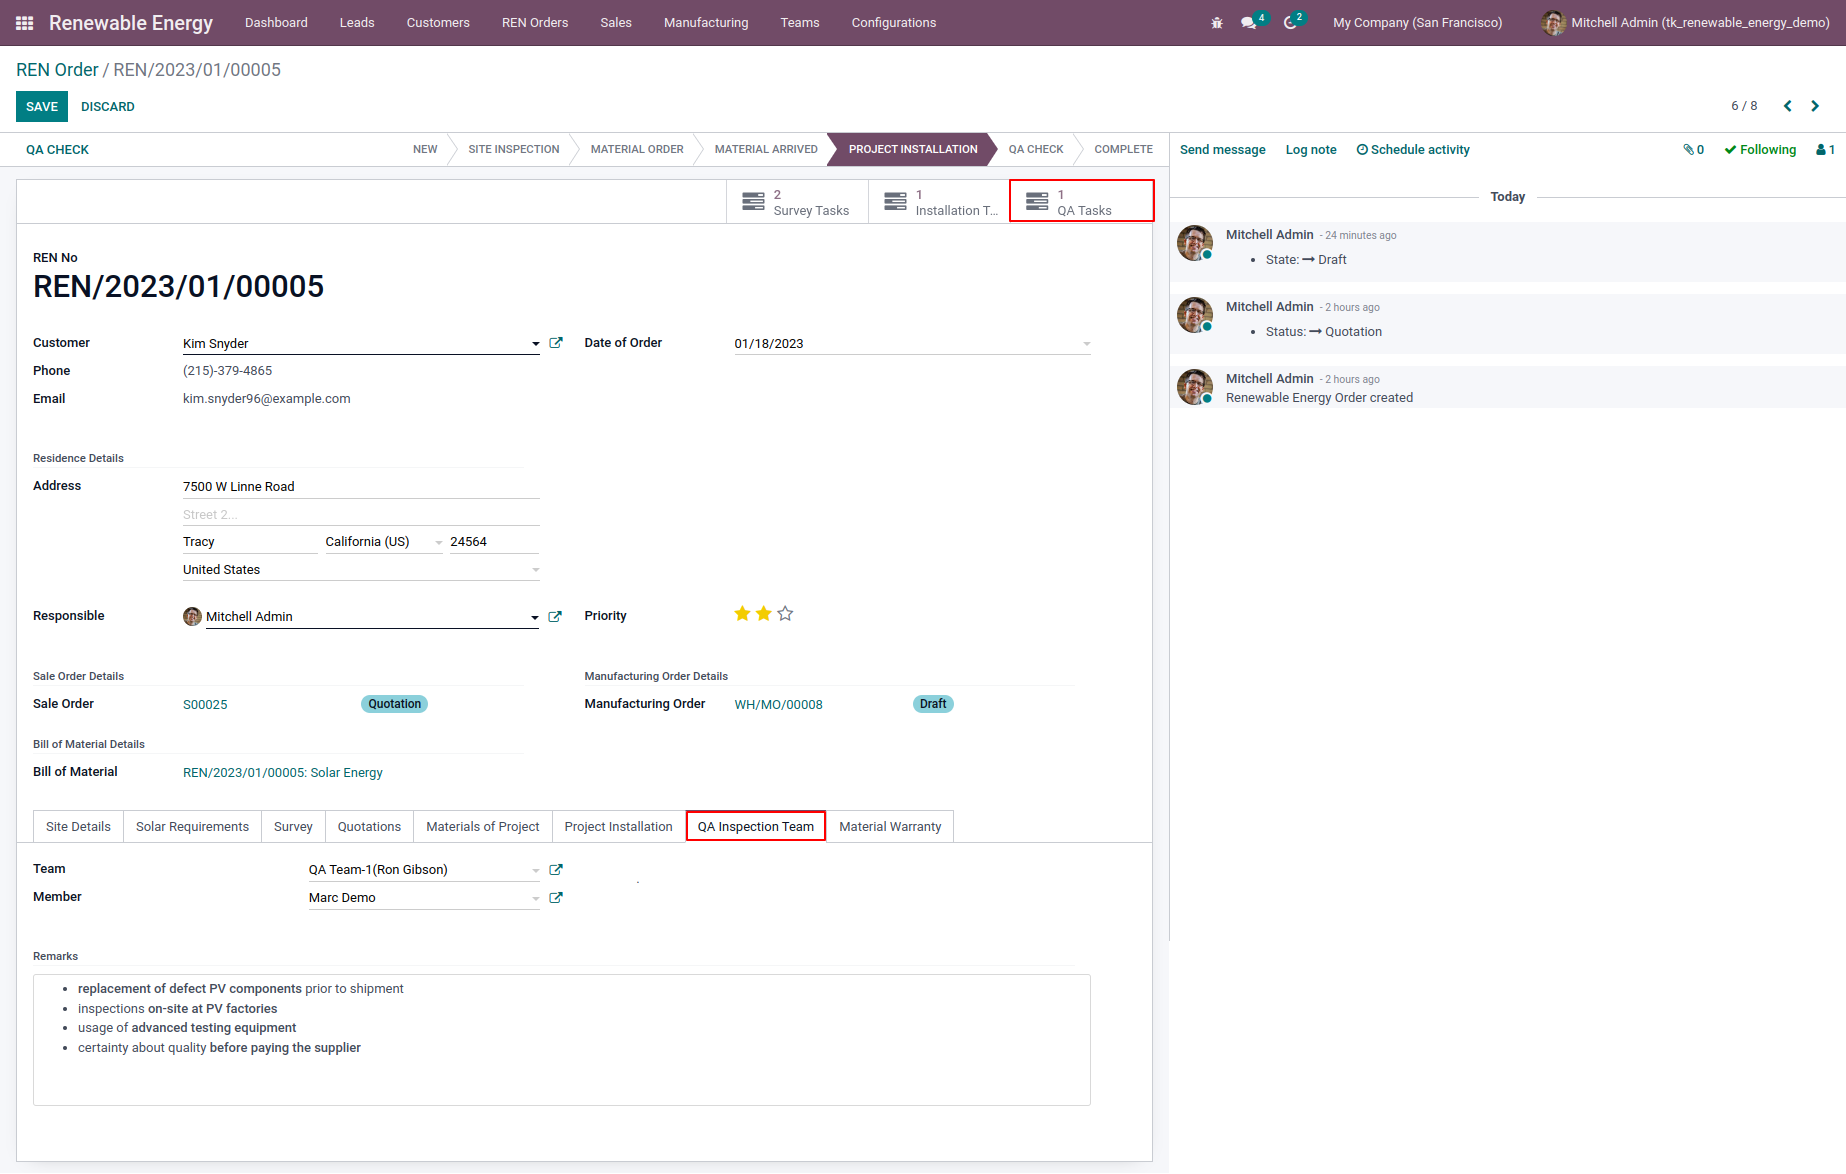 Renewable Energy Dashboard Leads Customers REN Orders Sales Manufacturing Teams Configurations 4 2 My Company (San Francisco) Mitchell Admin (tk_renewable_energy_demo)
REN Order / REN/2023/01/00005
SAVE DISCARD 6 / 8
QA CHECK NEW SITE INSPECTION MATERIAL ORDER MATERIAL ARRIVED PROJECT INSTALLATION QA CHECK COMPLETE
2 Survey Tasks
1 Installation T...
1 QA Tasks
REN No
REN/2023/01/00005
Customer Kim Snyder Date of Order 01/18/2023
Phone (215)-379-4865
Email kim.snyder96@example.com
Residence Details
Address 7500 W Linne Road
Street 2...
Tracy California (US) 24564
United States
Responsible Mitchell Admin Priority
Sale Order Details Manufacturing Order Details
Sale Order S00025 Quotation Manufacturing Order WH/MO/00008 Draft
Bill of Material Details
Bill of Material REN/2023/01/00005: Solar Energy
Site Details Solar Requirements Survey Quotations Materials of Project Project Installation QA Inspection Team Material Warranty
Team QA Team-1(Ron Gibson)
Member Marc Demo
Remarks
• replacement of defect PV components prior to shipment
• inspections on-site at PV factories
• usage of advanced testing equipment
• certainty about quality before paying the supplier
Send message Log note Schedule activity 0 Following 1
Today
Mitchell Admin - 24 minutes ago
• State: → Draft
Mitchell Admin - 2 hours ago
• Status: → Quotation
Mitchell Admin - 2 hours ago
Renewable Energy Order created